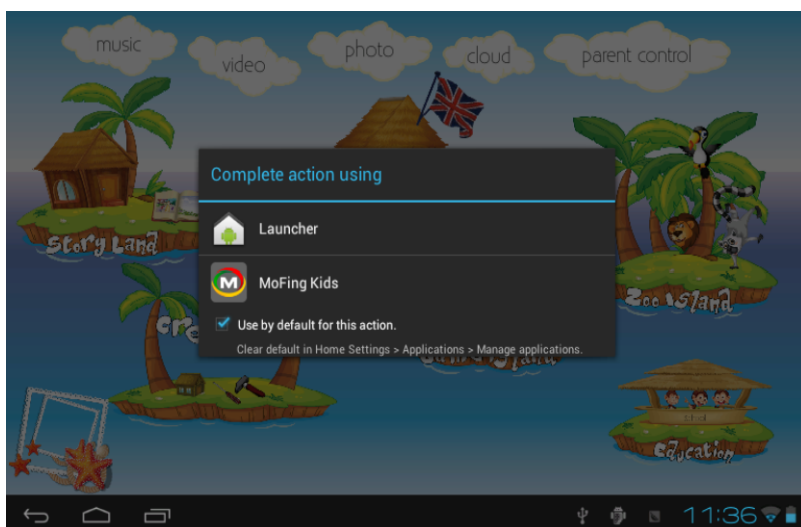 music
video
photo
cloud
parent control
Complete action using
Launcher
M
MoFing Kids
Use by default for this action.
Clear default in Home Settings > Applications > Manage applications.
Story Land
Zoo Island
Cre
Education
11:36